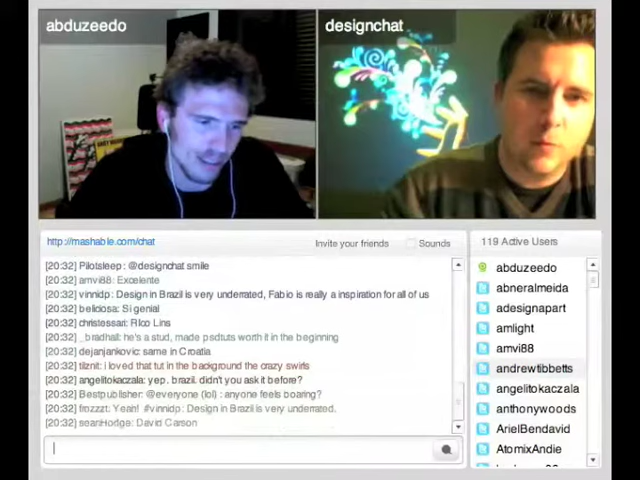 abduzeedo
designchat
http://mashable.com/chat
Invite your friends
Sounds
119 Active Users
[20:32] Pilotsleep: @designchat smile
[20:32] amvi88: Excelente
[20:32] vinnidp: Design in Brazil is very underrated, Fabio is really a inspiration for all of us
[20:32] beliciosa: Si genial
[20:32] christessari: Rico Lins
[20:32] _bradhall: he's a stud, made psdtuts worth it in the beginning
[20:32] dejanjankovic: same in Croatia
[20:32] tilznit: i loved that tut in the background the crazy swirls
[20:32] angelitokaczala: yep. brazil. didn't you ask it before?
[20:32] Bestpublisher: @everyone (lol) : anyone feels boaring?
[20:32] frozzzt: Yeah! #vinnidp: Design in Brazil is very underrated.
[20:32] seanHodge: David Carson
abduzeedo
abneralmeida
adesignapart
amlight
amvi88
andrewtibbetts
angelitokaczala
anthonywoods
ArielBendavid
AtomixAndie